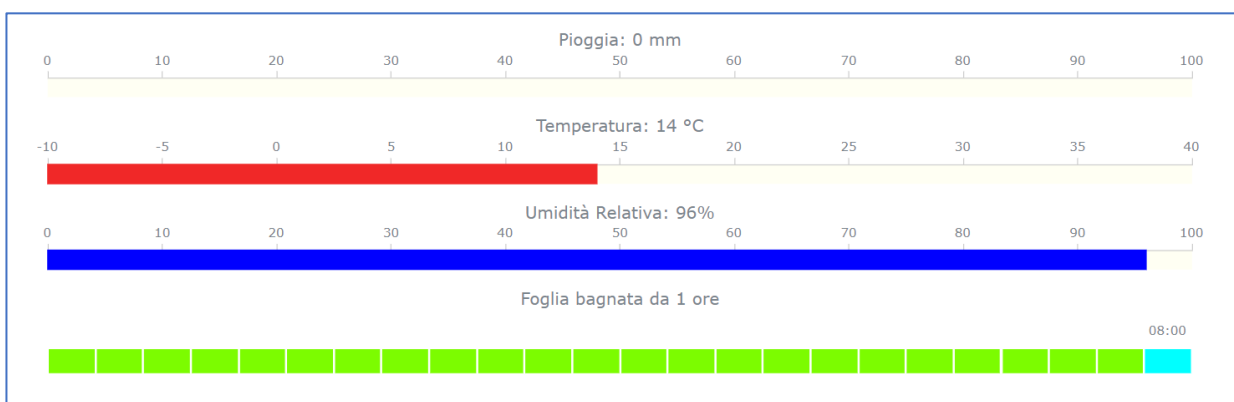 Pioggia: 0 mm
0 10 20 30 40 50 60 70 80 90 100
Temperatura: 14 °C
-10 -5 0 5 10 15 20 25 30 35 40
Umidità Relativa: 96%
0 10 20 30 40 50 60 70 80 90 100
Foglia bagnata da 1 ore
08:00